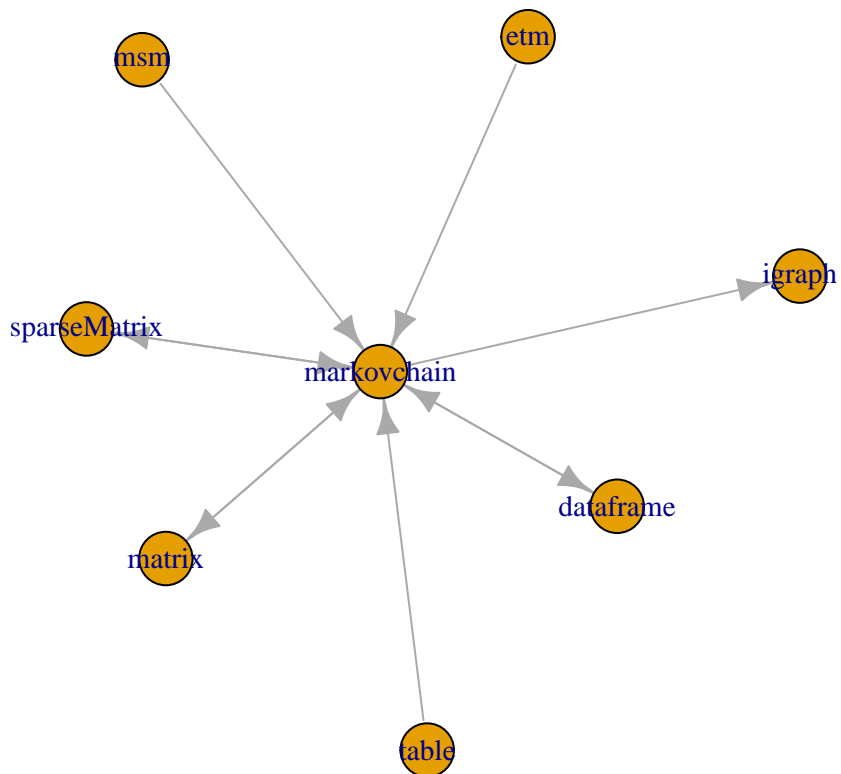 etm
msm
igraph
sparseMatrix
markovchain
dataframe
matrix
table